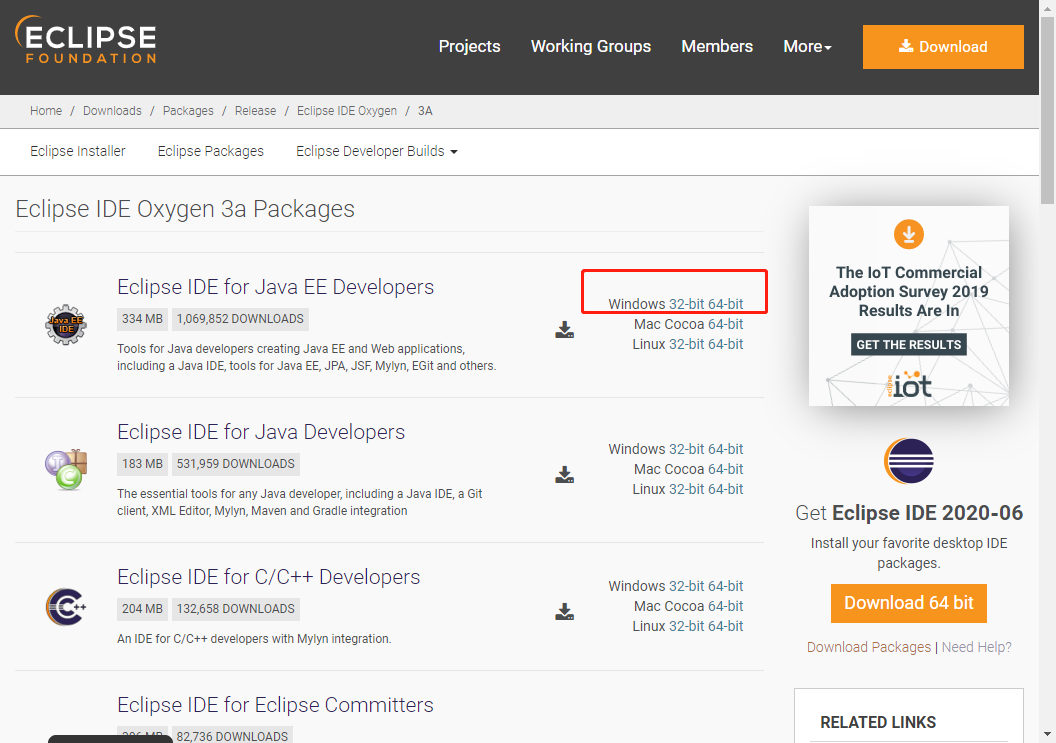 ECLIPSE
FOUNDATION
Projects
Working Groups
Members
More
Download
Home / Downloads / Packages / Release / Eclipse IDE Oxygen / 3A
Eclipse Installer
Eclipse Packages
Eclipse Developer Builds
Eclipse IDE Oxygen 3a Packages
Java EE
IDE
Eclipse IDE for Java EE Developers
334 MB
1,069,852 DOWNLOADS
Tools for Java developers creating Java EE and Web applications,
including a Java IDE, tools for Java EE, JPA, JSF, Mylyn, EGit and others.
Windows 32-bit 64-bit
Mac Cocoa 64-bit
Linux 32-bit 64-bit
Eclipse IDE for Java Developers
183 MB
531,959 DOWNLOADS
The essential tools for any Java developer, including a Java IDE, a Git
client, XML Editor, Mylyn, Maven and Gradle integration
Windows 32-bit 64-bit
Mac Cocoa 64-bit
Linux 32-bit 64-bit
Eclipse IDE for C/C++ Developers
204 MB
132,658 DOWNLOADS
An IDE for C/C++ developers with Mylyn integration.
Windows 32-bit 64-bit
Mac Cocoa 64-bit
Linux 32-bit 64-bit
Eclipse IDE for Eclipse Committers
82,736 DOWNLOADS
The IoT Commercial
Adoption Survey 2019
Results Are In
GET THE RESULTS
eclipse
iot
Get Eclipse IDE 2020-06
Install your favorite desktop IDE
packages.
Download 64 bit
Download Packages | Need Help?
RELATED LINKS